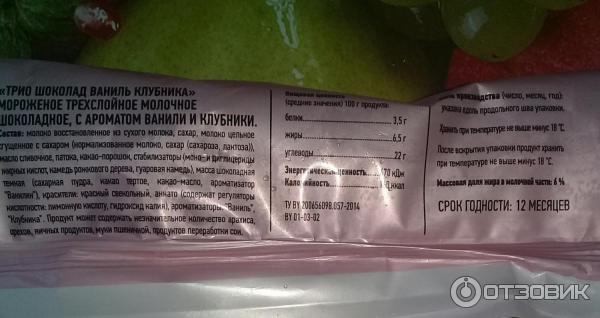 «ТРИО ШОКОЛАД ВАНИЛЬ КЛУБНИКА»
МОРОЖЕНОЕ ТРЕХСЛОЙНОЕ МОЛОЧНОЕ
ШОКОЛАДНОЕ, С АРОМАТОМ ВАНИЛИ И КЛУБНИКИ.
Состав: молоко восстановленное из сухого молока, сахар, молоко цельное
сгущенное с сахаром (нормализованное молоко, сахар (сахароза, лактоза)),
масло сливочное, патока, какао-порошок, стабилизаторы (моно- и диглицериды
жирных кислот, камедь рожкового дерева, гуаровая камедь), масса шоколадная
темная (сахарная пудра, какао тертое, какао-масло, ароматизатор
"Ванилин"), красители: красный свекольный, аннато (содержат регуляторы
кислотности: лимонную кислоту, гидроксид калия), ароматизаторы "Ваниль",
"Клубника". Продукт может содержать незначительное количество арахиса,
орехов, яичных продуктов, муки пшеничной, продуктов переработки сои.
Пищевая ценность
(средние значения) 100 г продукта:
белки 3,5 г
жиры 6,5 г
углеводы 22 г
Энергетическая ценность 70 кДж
Калорийность ккал
ТУ BY 200656098.057-2014
BY 01-03-02
производства (число, месяц, год):
указана вдоль продольного шва упаковки.
Хранить при температуре не выше минус 18 °С.
После вскрытия упаковки продукт хранить
при температуре не выше минус 18 °С.
Массовая доля жира в молочной части: 6 %
СРОК ГОДНОСТИ: 12 МЕСЯЦЕВ
ОТЗОВИК